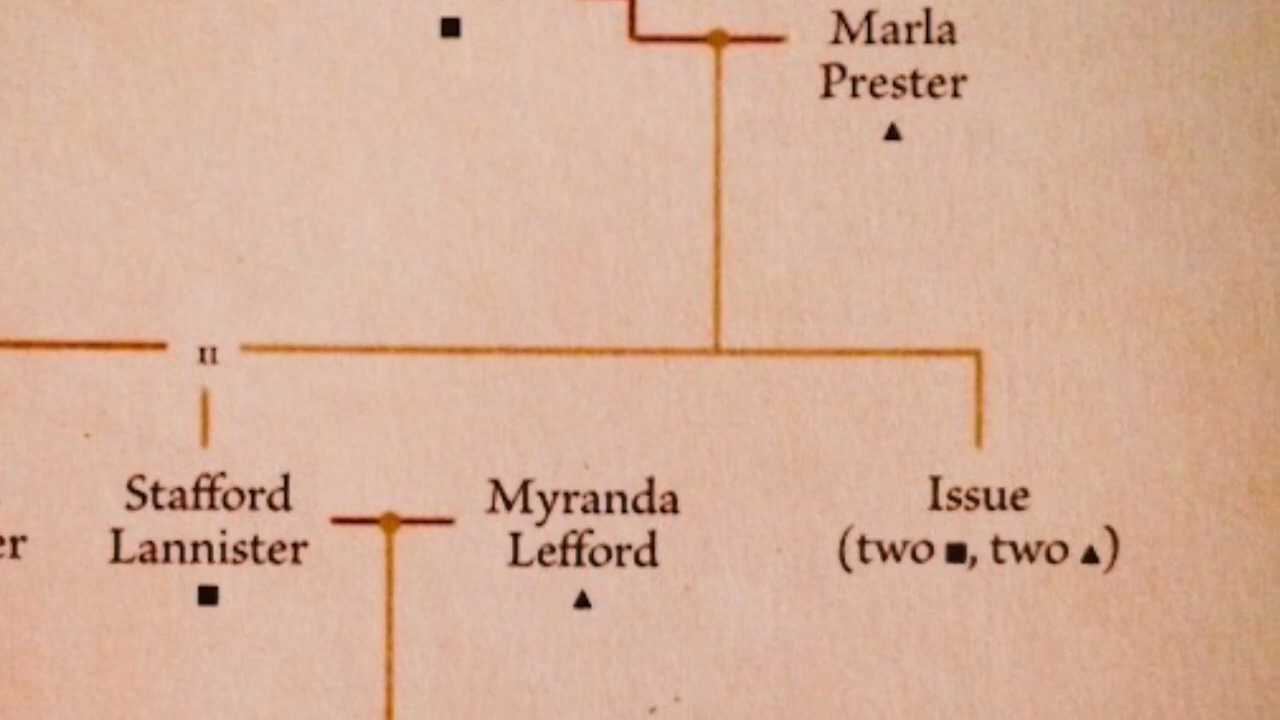 Marla
Prester
II
Stafford
Lannister
Myranda
Lefford
Issue
(two ■, two ▲)